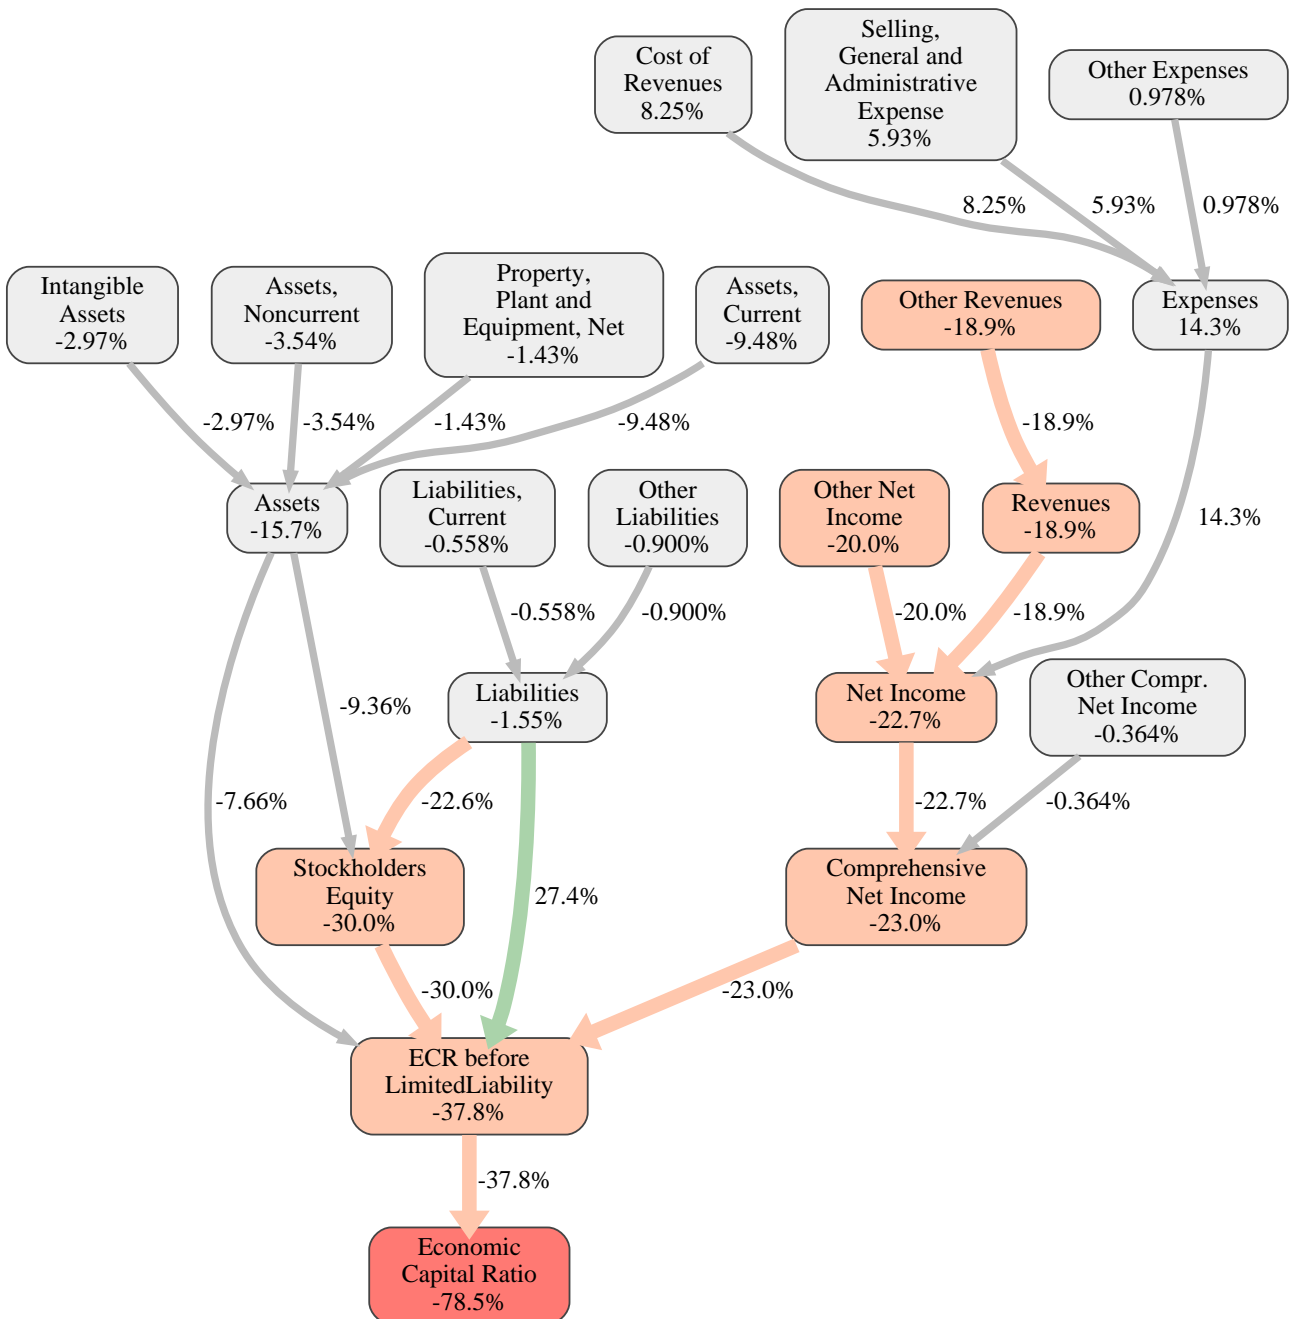 Cost of
Revenues
8.25%
Selling,
General and
Administrative
Expense
5.93%
Other Expenses
0.978%
8.25%
5.93%
0.978%
Intangible
Assets
-2.97%
Assets,
Noncurrent
-3.54%
Property,
Plant and
Equipment, Net
-1.43%
Assets,
Current
-9.48%
Other Revenues
-18.9%
Expenses
14.3%
-2.97%
-3.54%
-1.43%
-9.48%
-18.9%
Assets
-15.7%
Liabilities,
Current
-0.558%
Other
Liabilities
-0.900%
Other Net
Income
-20.0%
Revenues
-18.9%
14.3%
-0.558%
-0.900%
-20.0%
-18.9%
-9.36%
Liabilities
-1.55%
Net Income
-22.7%
Other Compr.
Net Income
-0.364%
-7.66%
-22.6%
-22.7%
-0.364%
Stockholders
Equity
-30.0%
27.4%
Comprehensive
Net Income
-23.0%
-30.0%
-23.0%
ECR before
LimitedLiability
-37.8%
-37.8%
Economic
Capital Ratio
-78.5%